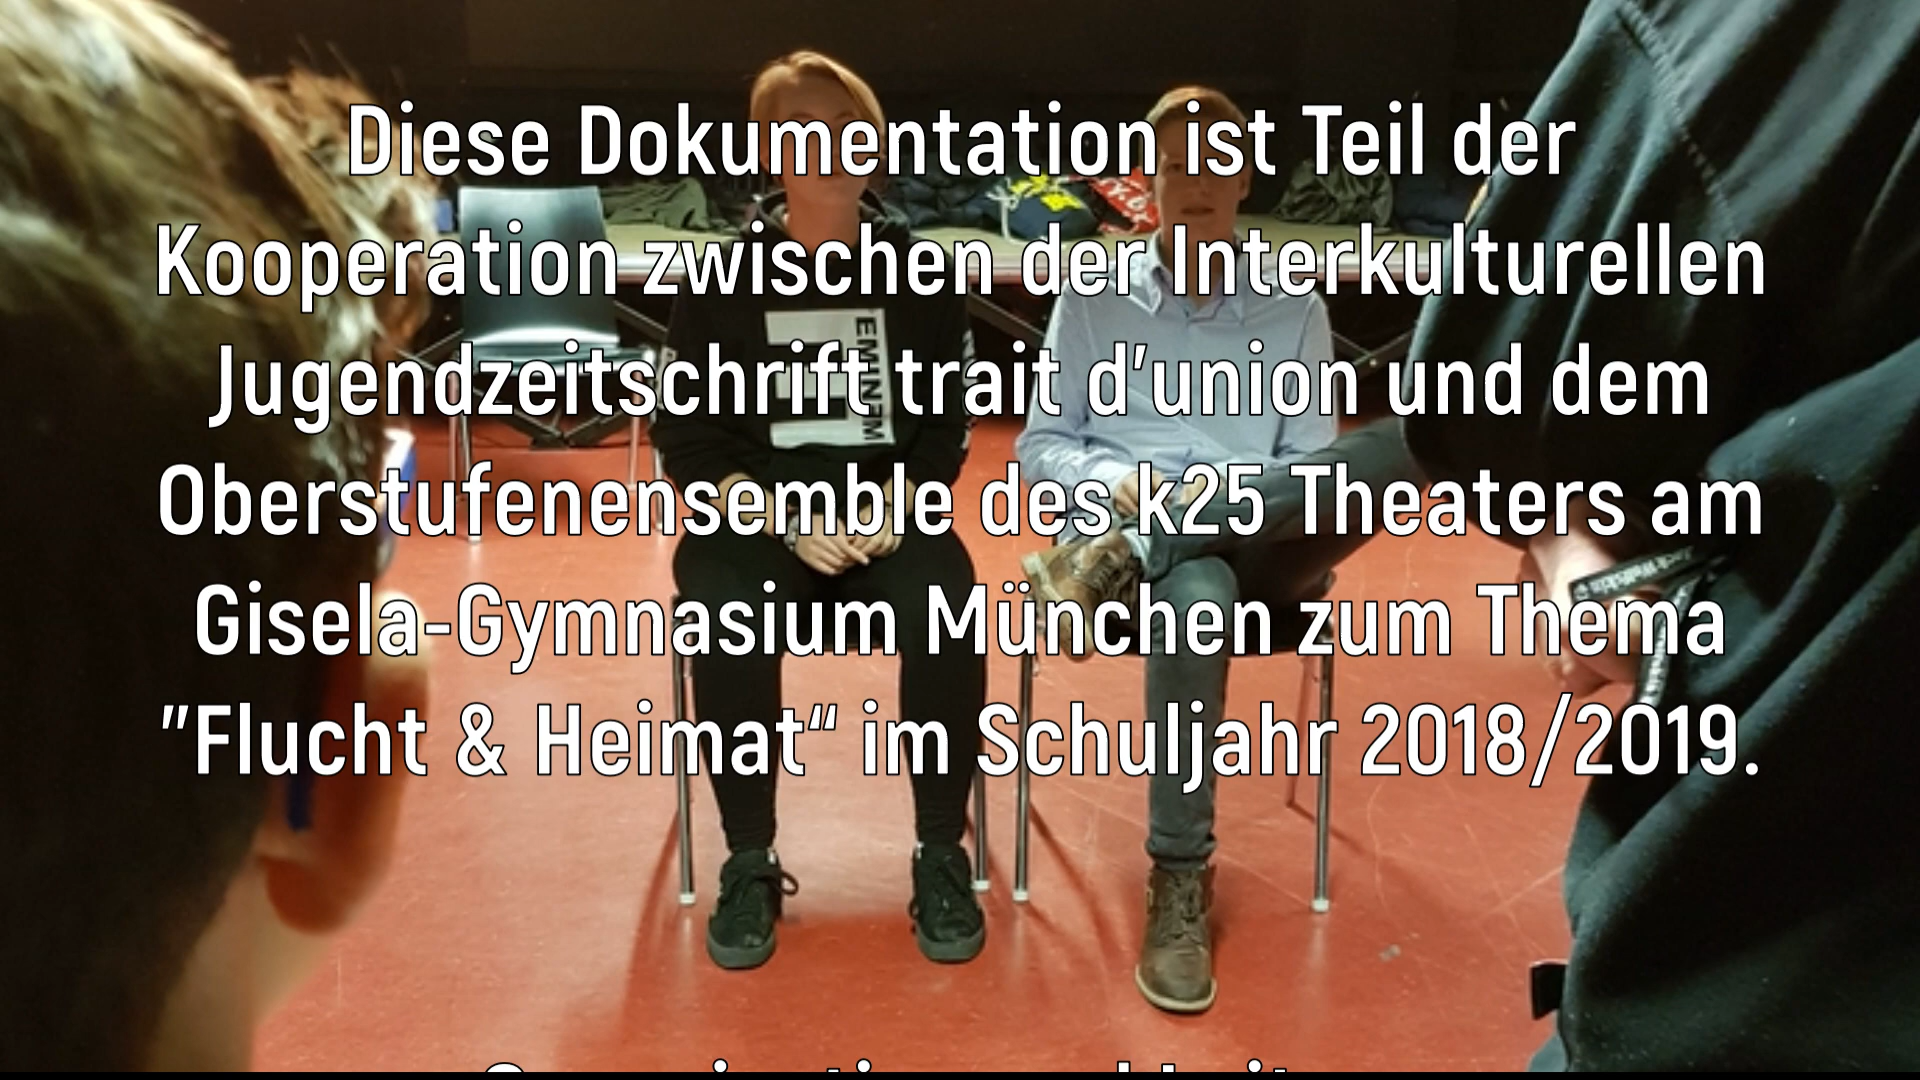 Diese Dokumentation ist Teil der
Kooperation zwischen der Interkulturellen
Jugendzeitschrift trait d'union und dem
Oberstufenensemble des k25 Theaters am
Gisela-Gymnasium München zum Thema
"Flucht & Heimat“ im Schuljahr 2018/2019.
EMINEM